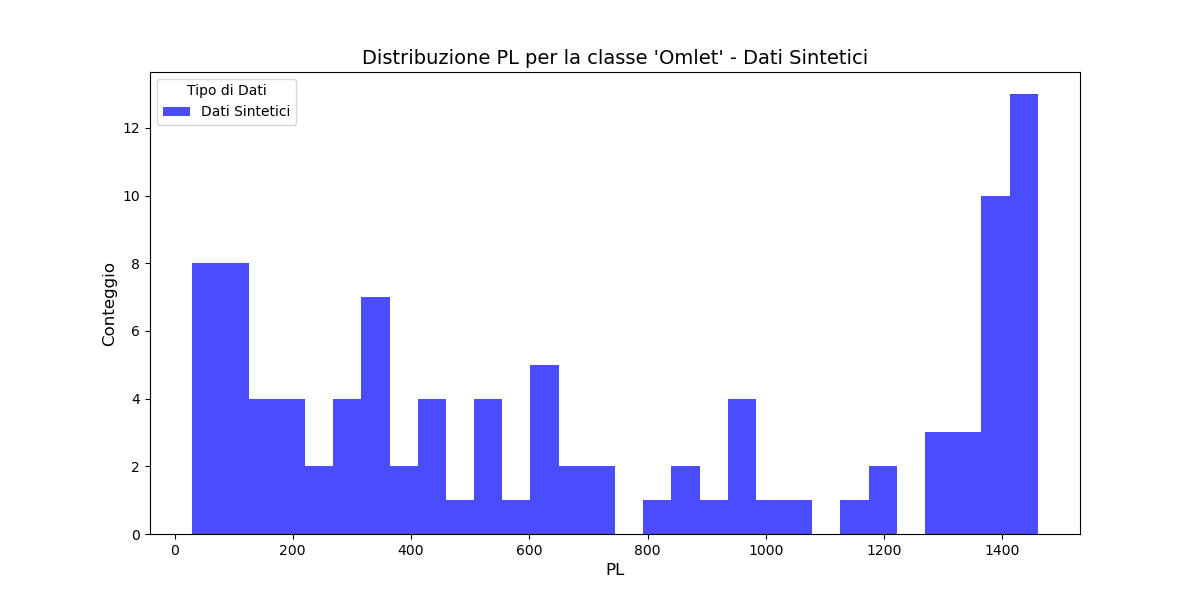 Distribuzione PL per la classe 'Omlet' - Dati Sintetici
Tipo di Dati
Dati Sintetici
Conteggio
12
10
8
6
4
2
0
0 200 400 600 800 1000 1200 1400
PL